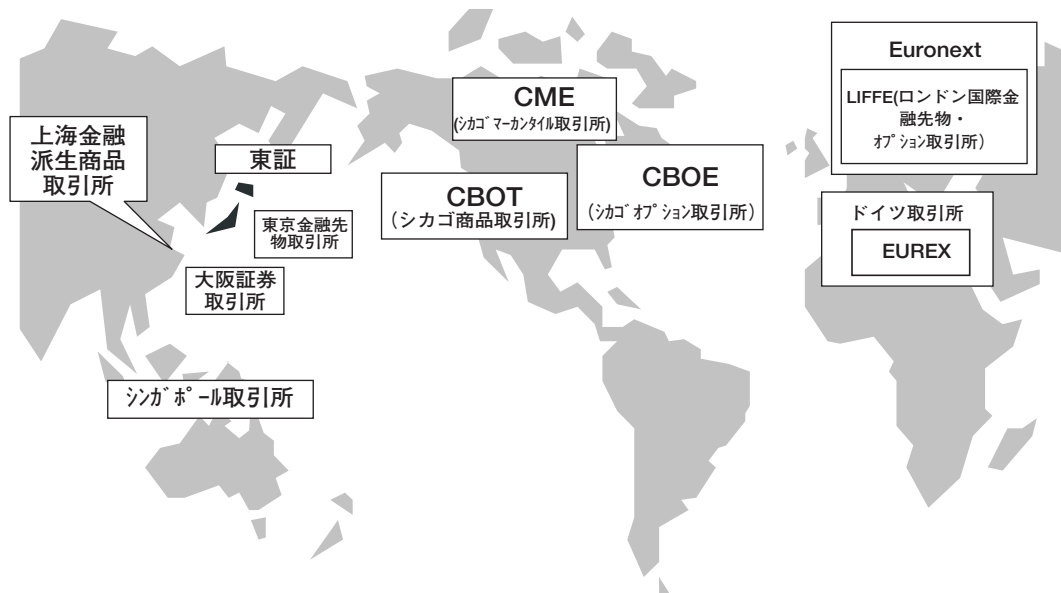 上海金融
派生商品
取引所
東証
東京金融先
物取引所
大阪証券
取引所
ｼﾝｶﾞﾎﾟｰﾙ取引所
CME
(ｼｶｺﾞﾏｰｶﾝﾀｲﾙ取引所)
CBOT
(シカゴ商品取引所)
CBOE
(ｼｶｺﾞｵﾌﾟｼｮﾝ取引所)
Euronext
LIFFE(ロンドン国際金
融先物・
ｵﾌﾟｼｮﾝ取引所)
ドイツ取引所
EUREX